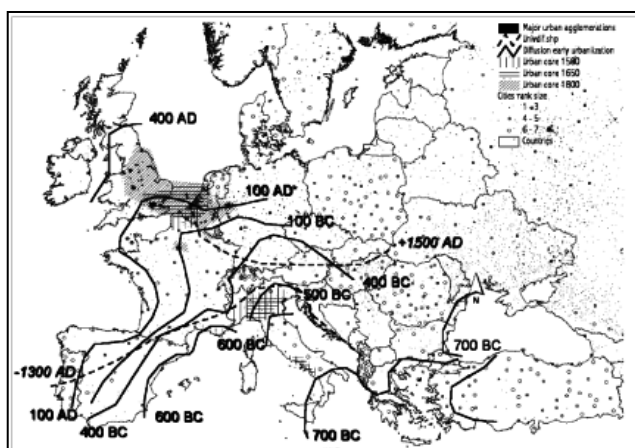 Major urban agglomerations
Diffusion early urbanization
Urban core 1500
Urban core 1650
Urban core 1800
Cities rank size
1 - 3
4 - 5
6 - 7
Countries
400 AD
100 AD
100 BC
+1500 AD
400 BC
500 BC
N
600 BC
700 BC
-1300 AD
100 AD
400 BC
600 BC
700 BC